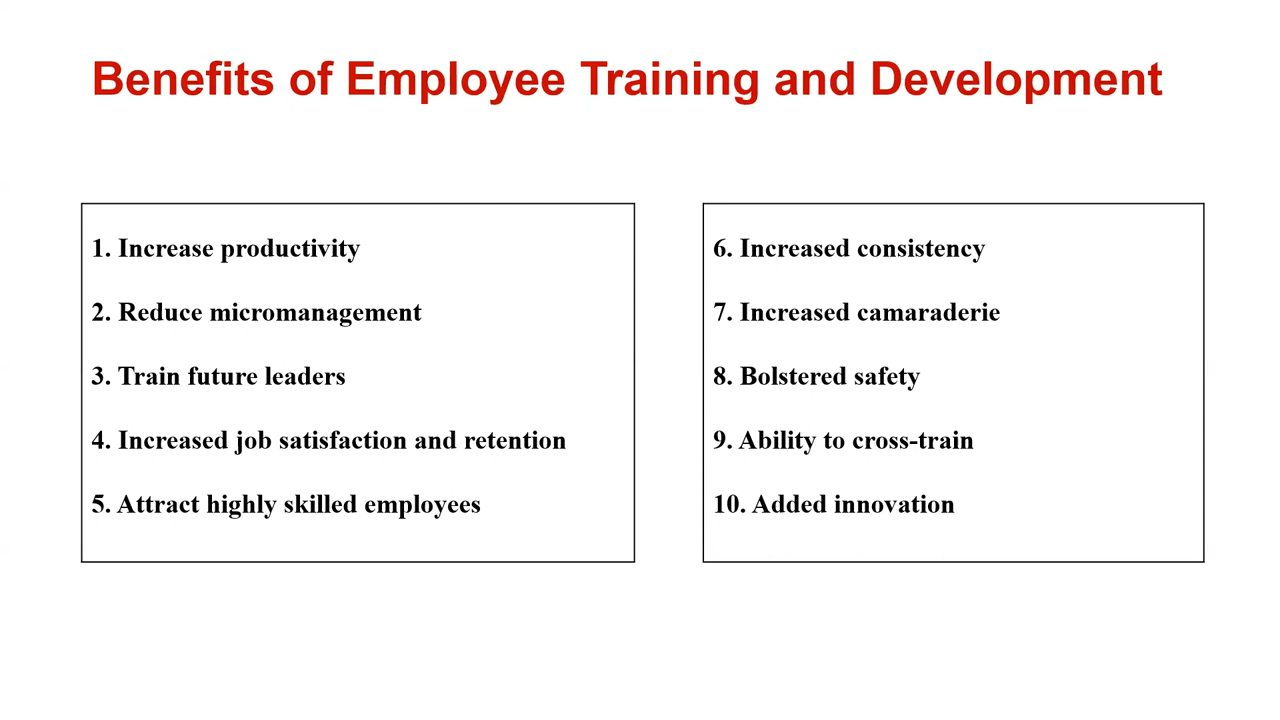 Benefits of Employee Training and Development
1. Increase productivity
2. Reduce micromanagement
3. Train future leaders
4. Increased job satisfaction and retention
5. Attract highly skilled employees
6. Increased consistency
7. Increased camaraderie
8. Bolstered safety
9. Ability to cross-train
10. Added innovation